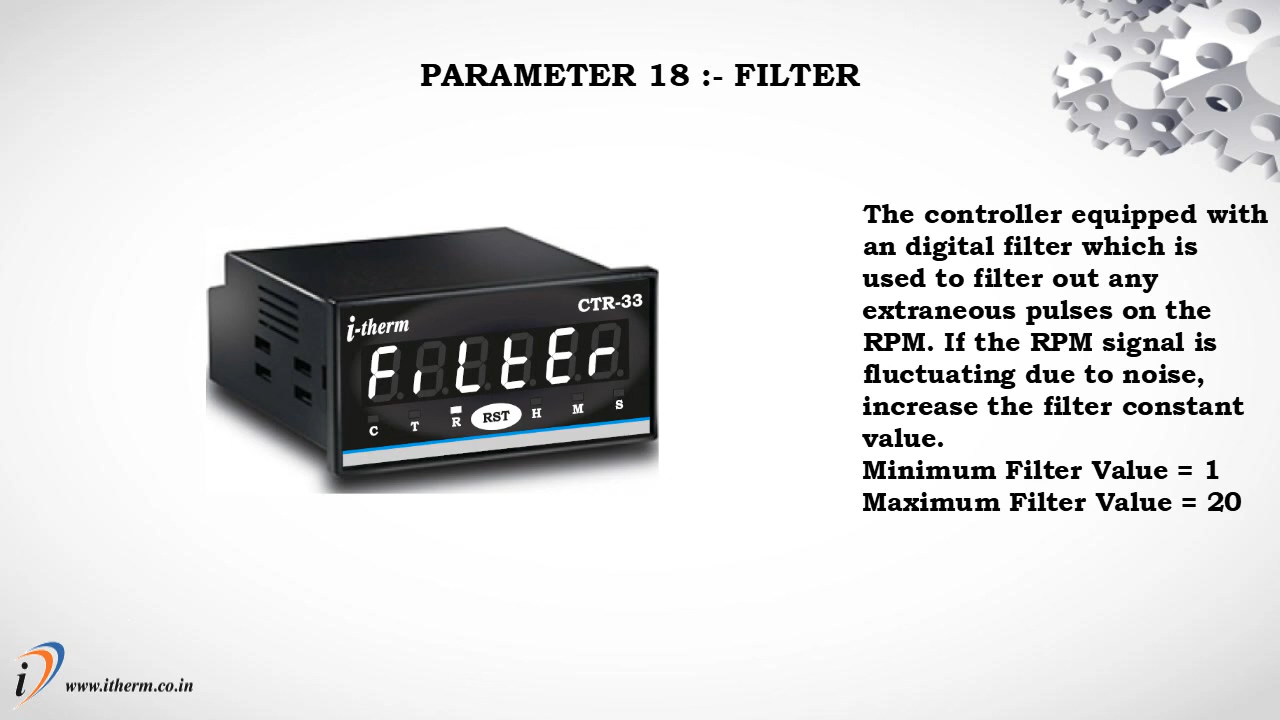 PARAMETER 18 :- FILTER
The controller equipped with
an digital filter which is
used to filter out any
extraneous pulses on the
RPM. If the RPM signal is
fluctuating due to noise,
increase the filter constant
value.
Minimum Filter Value = 1
Maximum Filter Value = 20
CTR-33
i-therm
FiLtEr
C T R RST H M S
i www.itherm.co.in